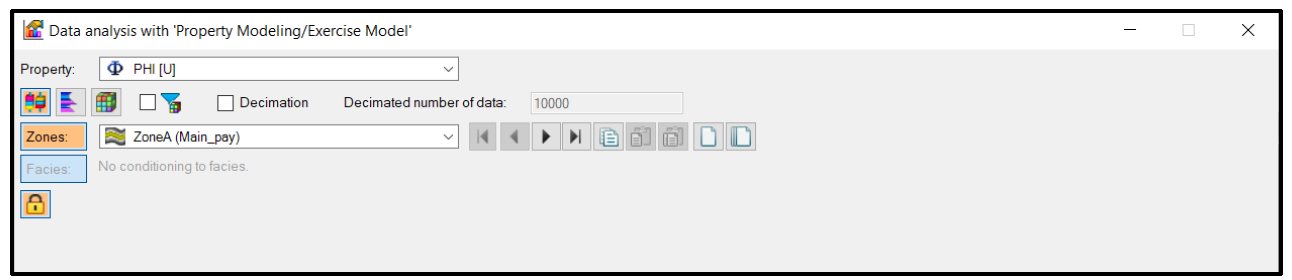 Data analysis with 'Property Modeling/Exercise Model'
Property: Φ PHI [U]
Decimation Decimated number of data: 10000
Zones: ZoneA (Main_pay)
Facies: No conditioning to facies.